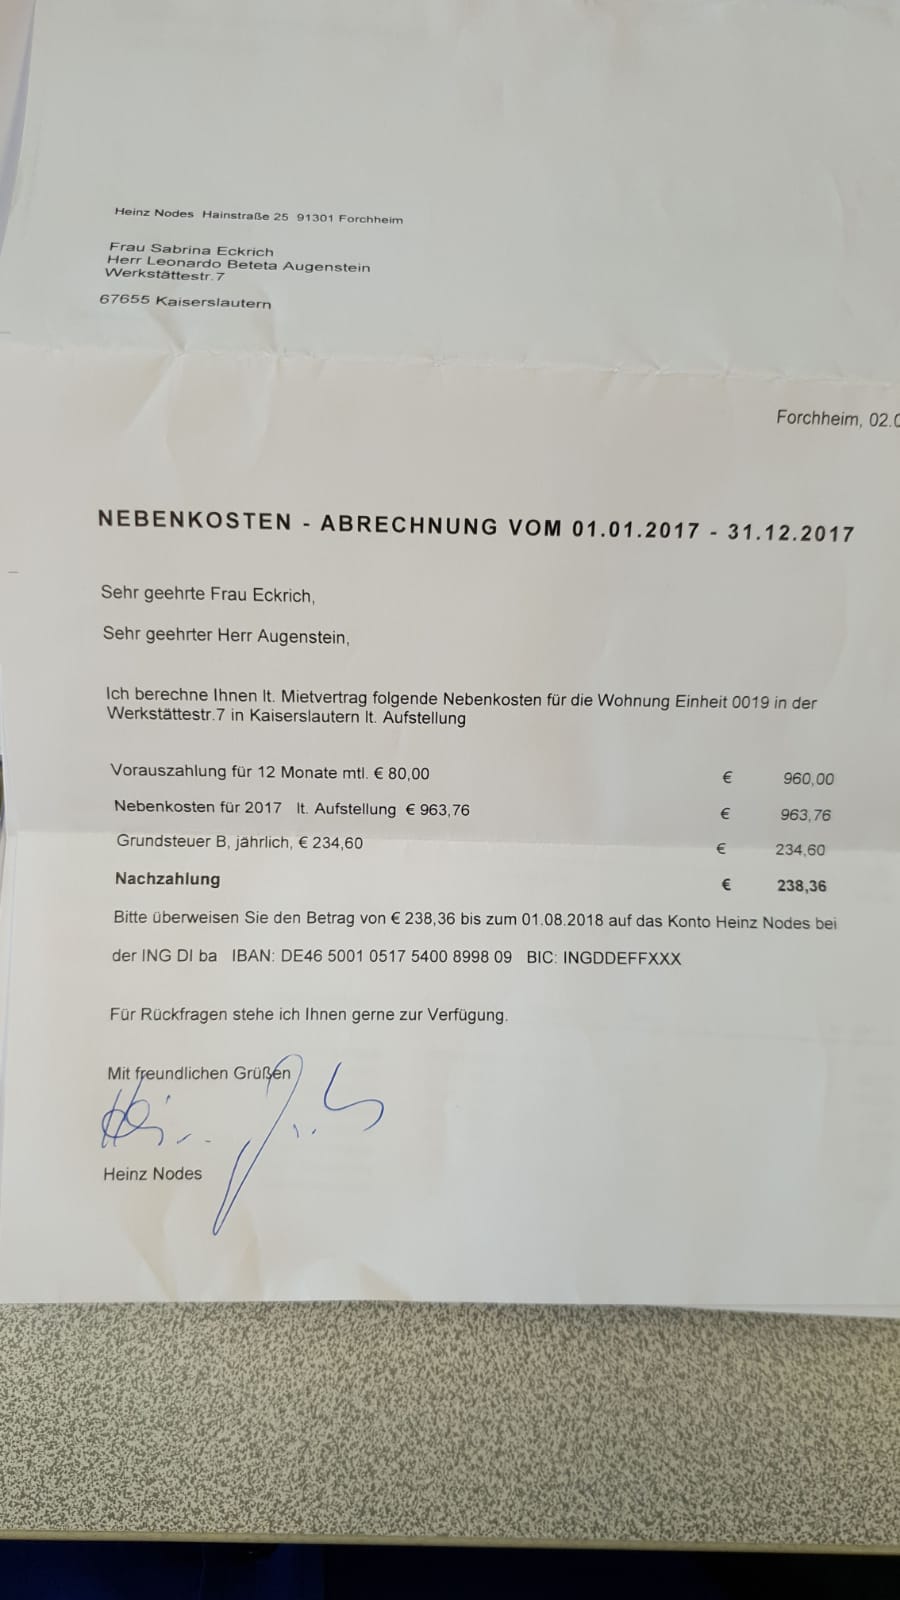 Heinz Nodes Hainstraße 25 91301 Forchheim
Frau Sabrina Eckrich
Herr Leonardo Beteta Augenstein
Werkstättestr.7
67655 Kaiserslautern
Forchheim, 02.
NEBENKOSTEN - ABRECHNUNG VOM 01.01.2017 - 31.12.2017
Sehr geehrte Frau Eckrich,
Sehr geehrter Herr Augenstein,
Ich berechne Ihnen lt. Mietvertrag folgende Nebenkosten für die Wohnung Einheit 0019 in der
Werkstättestr.7 in Kaiserslautern lt. Aufstellung
Vorauszahlung für 12 Monate mtl. € 80,00 € 960,00
Nebenkosten für 2017 lt. Aufstellung € 963,76 € 963,76
Grundsteuer B, jährlich, € 234,60 € 234,60
Nachzahlung € 238,36
Bitte überweisen Sie den Betrag von € 238,36 bis zum 01.08.2018 auf das Konto Heinz Nodes bei
der ING DI ba IBAN: DE46 5001 0517 5400 8998 09 BIC: INGDDEFFXXX
Für Rückfragen stehe ich Ihnen gerne zur Verfügung.
Mit freundlichen Grüßen
Heinz Nodes